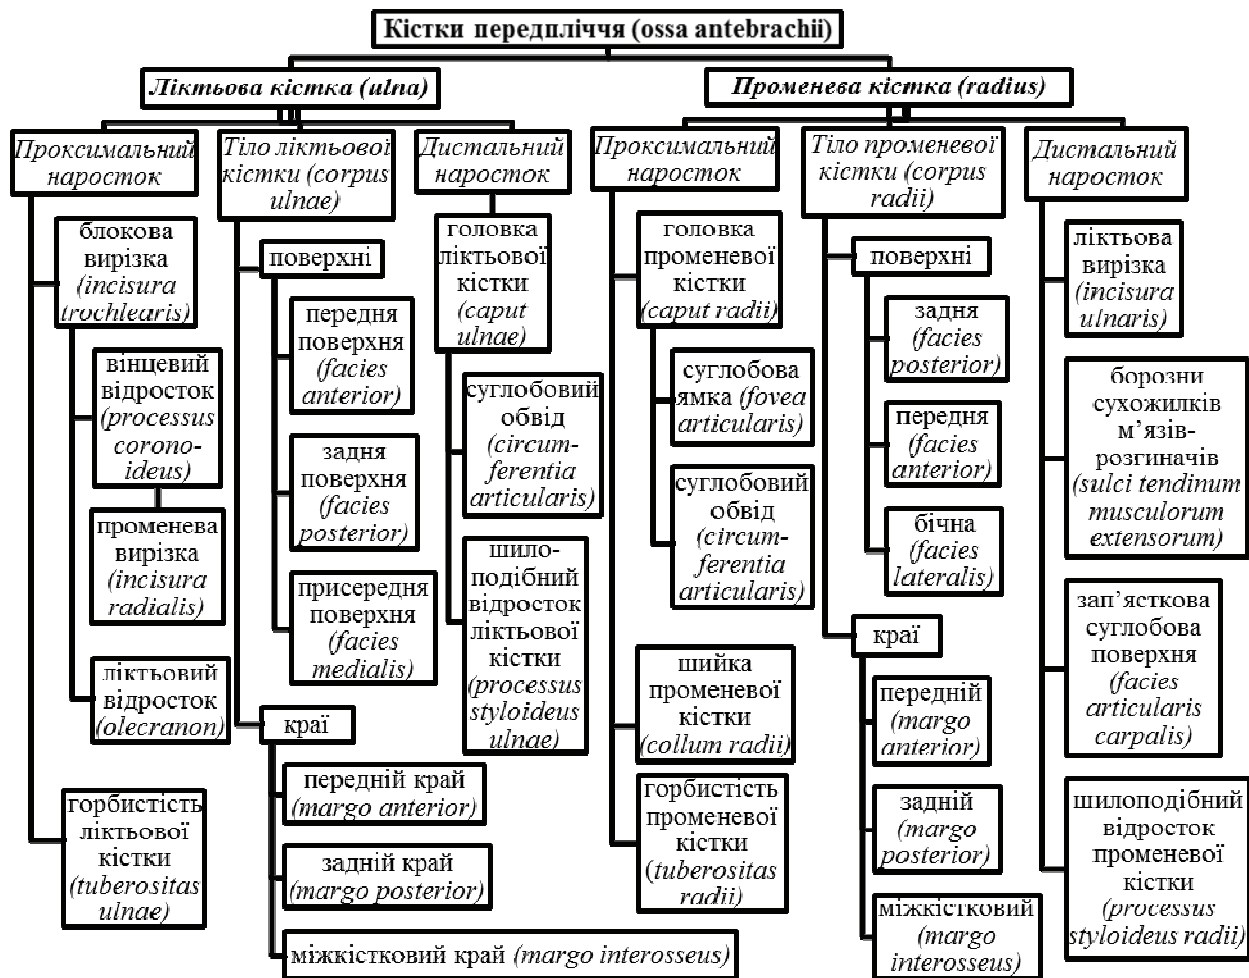 Кістки передпліччя (ossa antebrachii)
Ліктьова кістка (ulna)
Проксимальний
наросток
блокова
вирізка
(incisura
trochlearis)
вінцевий
відросток
(processus
corono-
ideus)
променева
вирізка
(incisura
radialis)
ліктьовий
відросток
(olecranon)
горбистість
ліктьової
кістки
(tuberositas
ulnae)
Тіло ліктьової
кістки (corpus
ulnae)
поверхні
передня
поверхня
(facies
anterior)
задня
поверхня
(facies
posterior)
присередня
поверхня
(facies
medialis)
краї
передній край
(margo anterior)
задній край
(margo posterior)
міжкістковий край (margo interosseus)
Дистальний
наросток
головка
ліктьової
кістки
(caput
ulnae)
суглобовий
обвід
(circum-
ferentia
articularis)
шило-
подібний
відросток
ліктьової
кістки
(processus
styloideus
ulnae)
Променева кістка (radius)
Проксимальний
наросток
головка
променевої
кістки
(caput radii)
суглобова
ямка (fovea
articularis)
суглобовий
обвід
(circum-
ferentia
articularis)
шийка
променевої
кістки
(collum radii)
горбистість
променевої
кістки
(tuberositas
radii)
Тіло променевої
кістки (corpus
radii)
поверхні
задня
(facies
posterior)
передня
(facies
anterior)
бічна
(facies
lateralis)
краї
передній
(margo
anterior)
задній
(margo
posterior)
міжкістковий
(margo
interosseus)
Дистальний
наросток
ліктьова
вирізка
(incisura
ulnaris)
борозни
сухожилків
м’язів-
розгиначів
(sulci tendinum
musculorum
extensorum)
зап’ясткова
суглобова
поверхня
(facies
articularis
carpalis)
шилоподібний
відросток
променевої
кістки
(processus
styloideus radii)